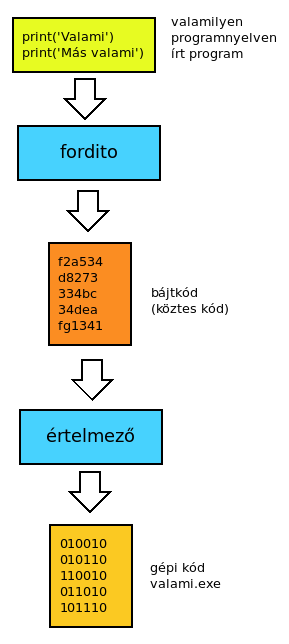 print('Valami')
print('Más valami')
valamilyen
programnyelven
írt program
fordito
f2a534
d8273
334bc
34dea
fg1341
bájtkód
(köztes kód)
értelmező
010010
010110
110010
011010
101110
gépi kód
valami.exe